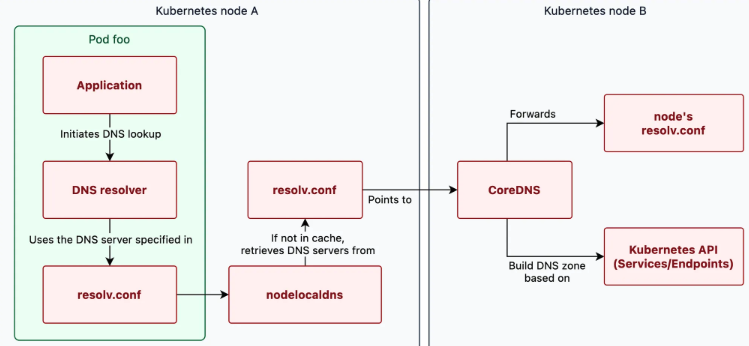 Kubernetes node A
Kubernetes node B
Pod foo
Application
Initiates DNS lookup
DNS resolver
Uses the DNS server specified in
resolv.conf
nodelocaldns
If not in cache,
retrieves DNS servers from
resolv.conf
Points to
CoreDNS
Forwards
node's
resolv.conf
Build DNS zone
based on
Kubernetes API
(Services/Endpoints)